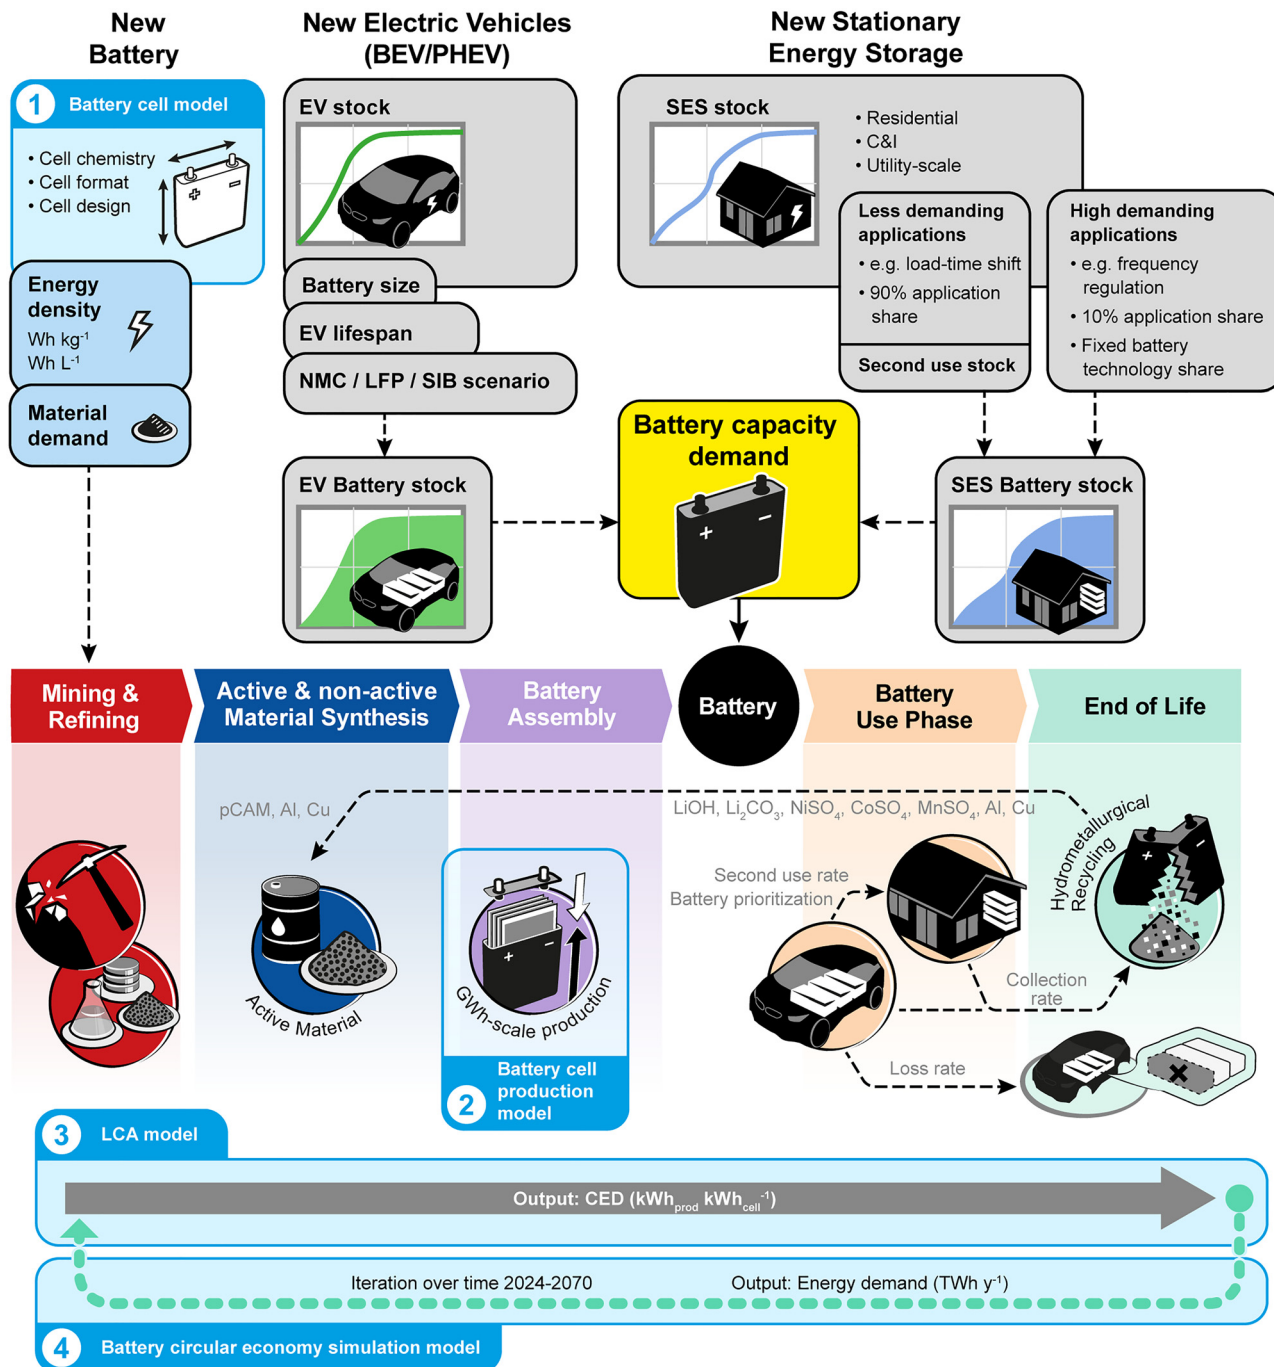 New
Battery
New Electric Vehicles
(BEV/PHEV)
New Stationary
Energy Storage
1 Battery cell model
• Cell chemistry
• Cell format
• Cell design
Energy
density
Wh kg⁻¹
Wh L⁻¹
Material
demand
EV stock
Battery size
EV lifespan
NMC / LFP / SIB scenario
EV Battery stock
SES stock
• Residential
• C&I
• Utility-scale
Less demanding
applications
• e.g. load-time shift
• 90% application
share
Second use stock
High demanding
applications
• e.g. frequency
regulation
• 10% application share
• Fixed battery
technology share
Battery capacity
demand
+ −
SES Battery stock
Mining &
Refining
Active & non-active
Material Synthesis
Battery
Assembly
Battery
Battery
Use Phase
End of Life
pCAM, Al, Cu
LiOH, Li₂CO₃, NiSO₄, CoSO₄, MnSO₄, Al, Cu
Hydrometallurgical
Recycling
Second use rate
Battery prioritization
Active Material
GWh-scale production
Collection
rate
Loss rate
2 Battery cell
production
model
3 LCA model
Output: CED (kWh_prod kWh_cell⁻¹)
Iteration over time 2024-2070
Output: Energy demand (TWh y⁻¹)
4 Battery circular economy simulation model